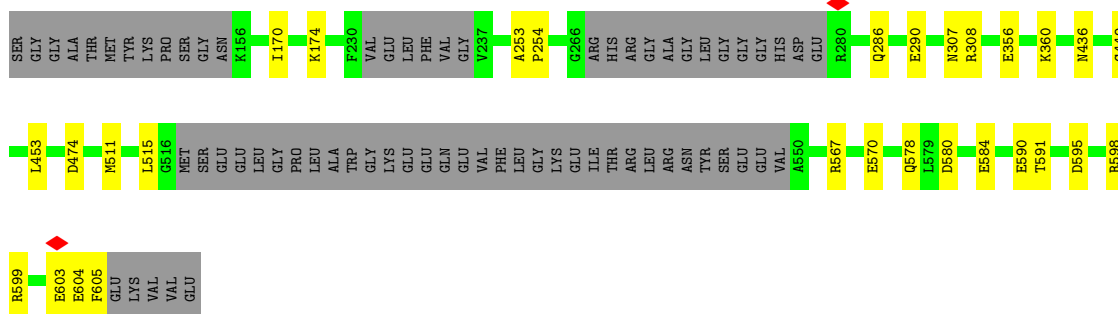 SER GLY GLY ALA THR MET TYR LYS PRO SER GLY ASN K156 I170 K174 F230 VAL GLU LEU PHE VAL GLY V237 A253 P254 G266 ARG HIS ARG GLY ALA GLY LEU GLY GLY GLY HIS ASP GLU R280 Q286 E290 N307 R308 E356 K360 N436
L453 D474 M511 L515 G516 MET SER GLU GLU LEU GLY PRO LEU ALA TRP GLY LYS GLU GLU GLN GLU VAL PHE LEU GLY LYS GLU ILE THR ARG LEU ARG ASN TYR SER GLU GLU VAL A550 R567 E570 Q578 L579 D580 E584 E590 T591 D595 R598
R599 E603 E604 F605 GLU LYS VAL VAL GLU